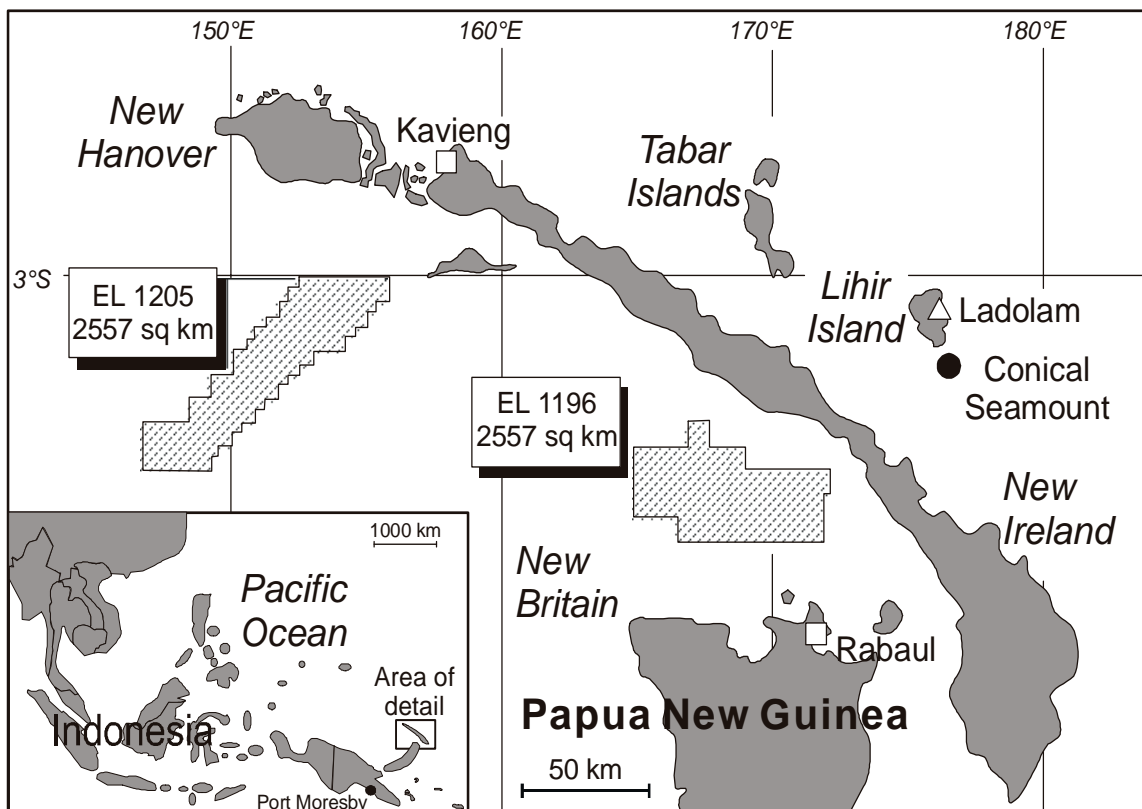 150°E
160°E
170°E
180°E
New
Hanover
Kavieng
Tabar
Islands
3°S
EL 1205
2557 sq km
Lihir
Island
Ladolam
Conical
Seamount
EL 1196
2557 sq km
New
Ireland
New
Britain
Rabaul
Papua New Guinea
50 km
1000 km
Pacific
Ocean
Area of
detail
Indonesia
Port Moresby